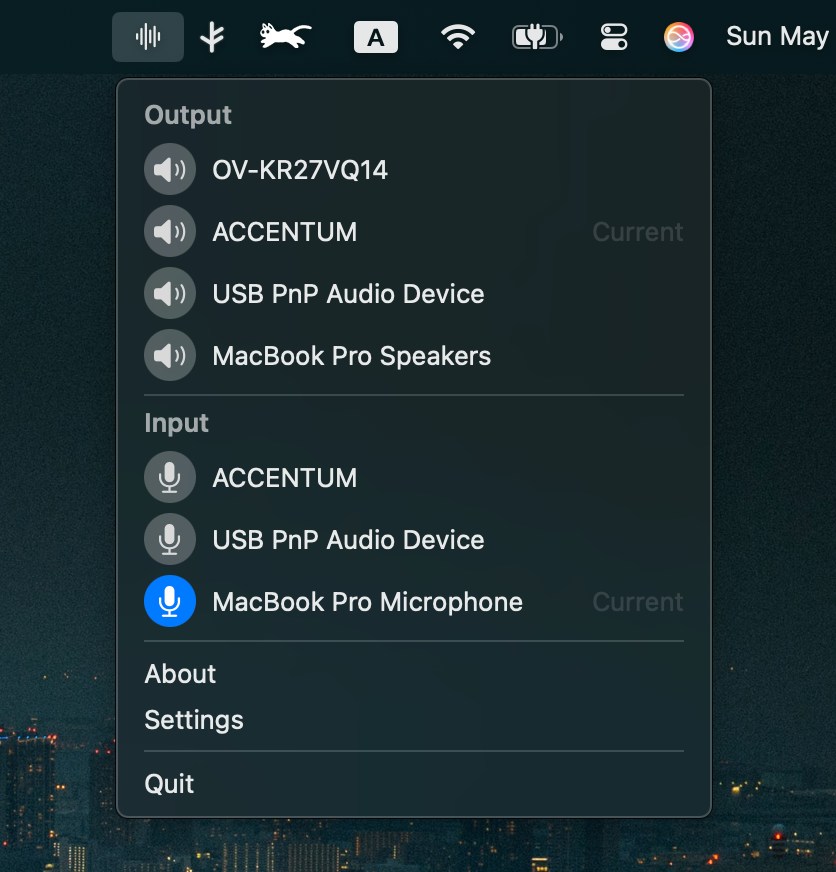 A
Sun May
Output
OV-KR27VQ14
ACCENTUM Current
USB PnP Audio Device
MacBook Pro Speakers
Input
ACCENTUM
USB PnP Audio Device
MacBook Pro Microphone Current
About
Settings
Quit